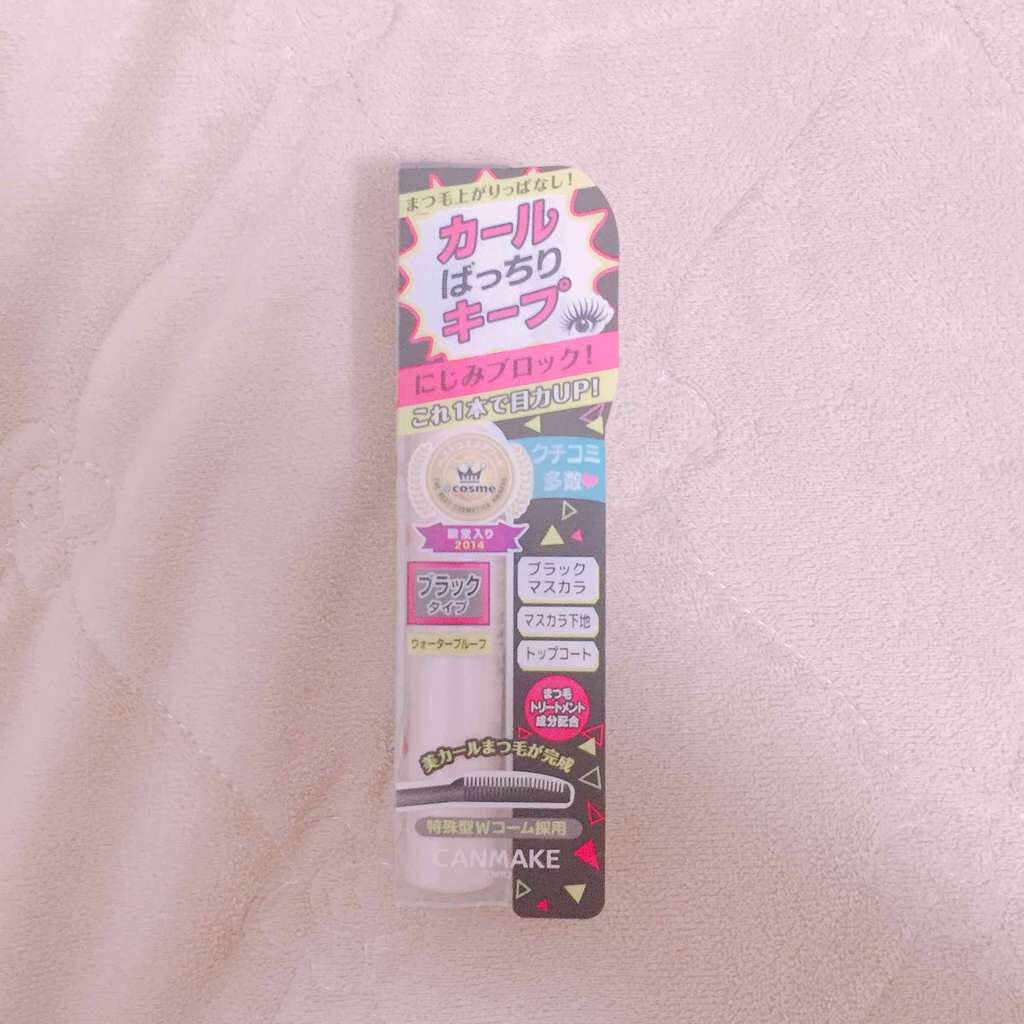 まつ毛上がりっぱなし!
カール
ばっちり
キープ
にじみブロック!
これ1本で目力UP!
@cosme
THE BEST COSMETICS AWARDS
殿堂入り
2014
クチコミ
多数
ブラック
タイプ
ウォータープルーフ
ブラック
マスカラ
マスカラ下地
トップコート
まつ毛
トリートメント
成分配合
美カールまつ毛が完成
特殊型Wコーム採用
CANMAKE